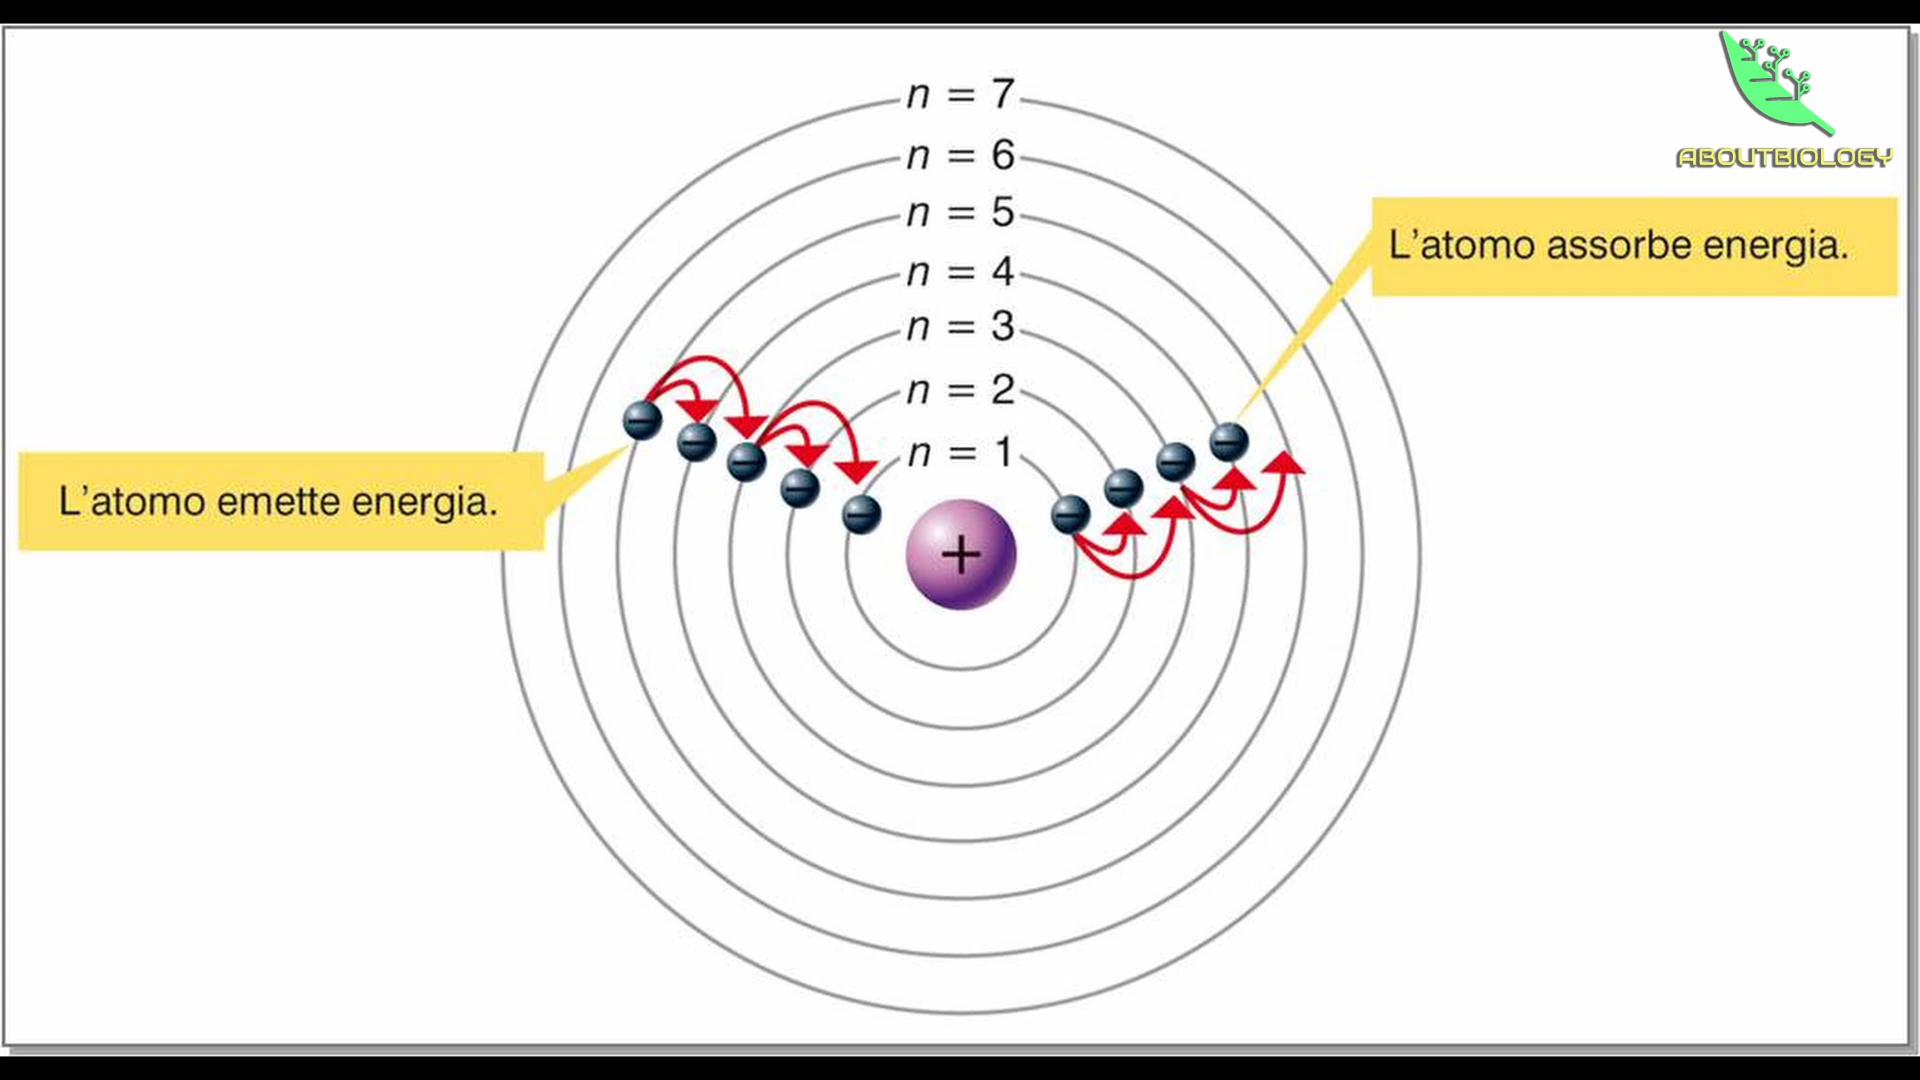 ABOUTBIOLOGY
n = 7
n = 6
n = 5
n = 4
n = 3
n = 2
n = 1
L’atomo assorbe energia.
L’atomo emette energia.
−
−
−
−
−
−
−
−
−
+